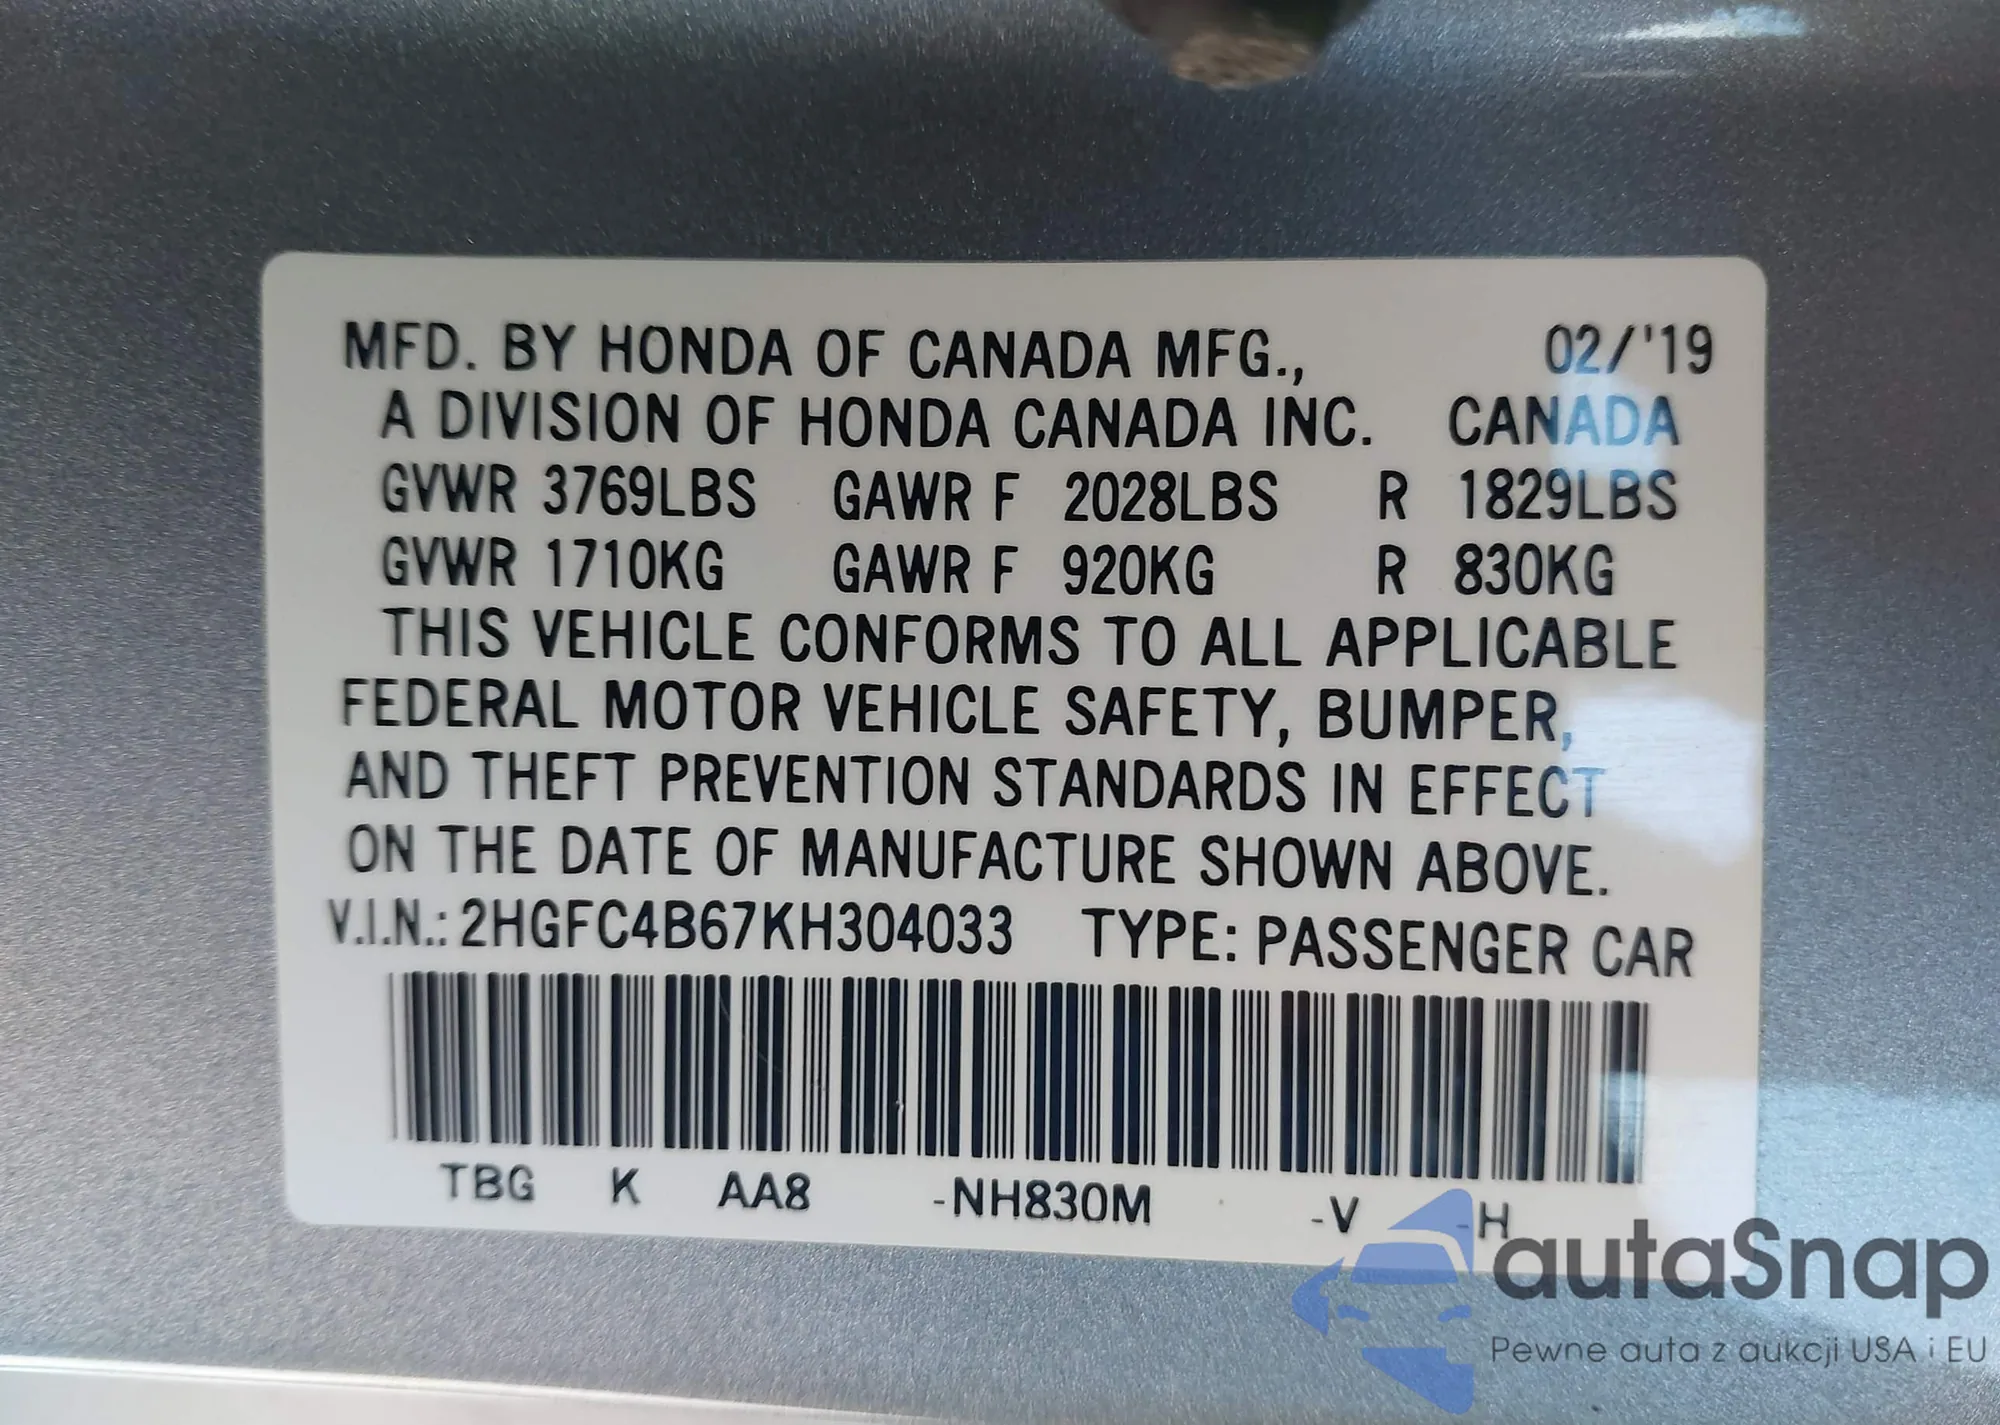 MFD. BY HONDA OF CANADA MFG., 02/'19
A DIVISION OF HONDA CANADA INC. CANADA
GVWR 3769LBS GAWR F 2028LBS R 1829LBS
GVWR 1710KG GAWR F 920KG R 830KG
THIS VEHICLE CONFORMS TO ALL APPLICABLE
FEDERAL MOTOR VEHICLE SAFETY, BUMPER,
AND THEFT PREVENTION STANDARDS IN EFFECT
ON THE DATE OF MANUFACTURE SHOWN ABOVE.
V.I.N.: 2HGFC4B67KH304033 TYPE: PASSENGER CAR
TBG K AA8 -NH830M -V -H
autaSnap
Pewne auta z aukcji USA i EU